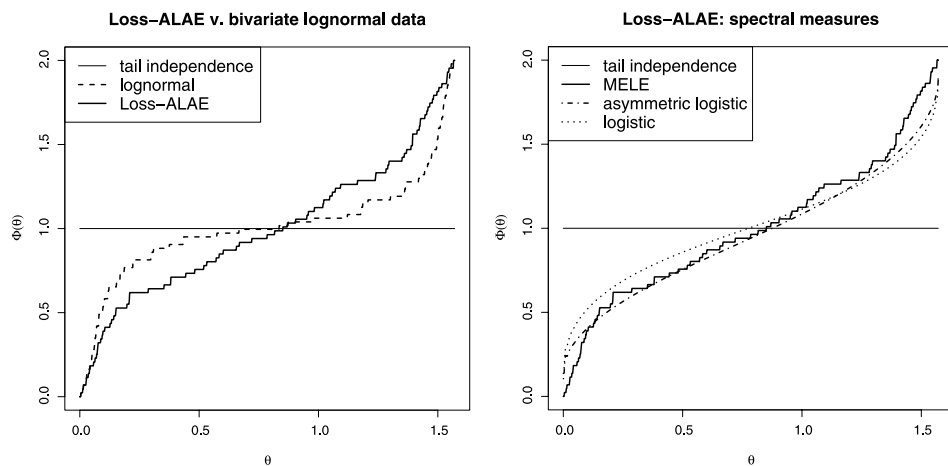 Loss–ALAE v. bivariate lognormal data
tail independence
lognormal
Loss–ALAE
Φ(θ)
2.0
1.5
1.0
0.5
0.0
0.0 0.5 1.0 1.5
θ
Loss–ALAE: spectral measures
tail independence
MELE
asymmetric logistic
logistic
Φ(θ)
2.0
1.5
1.0
0.5
0.0
0.0 0.5 1.0 1.5
θ